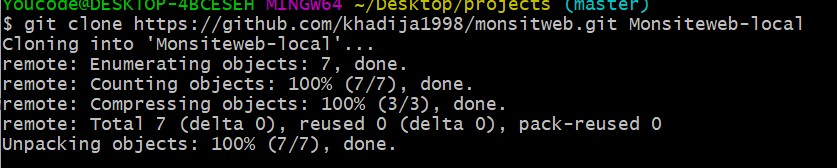 Youcode@DESKTOP-4BCESEH MINGW64 ~/Desktop/projects (master)
$ git clone https://github.com/khadija1998/monsitweb.git Monsiteweb-local
Cloning into 'Monsiteweb-local'...
remote: Enumerating objects: 7, done.
remote: Counting objects: 100% (7/7), done.
remote: Compressing objects: 100% (3/3), done.
remote: Total 7 (delta 0), reused 0 (delta 0), pack-reused 0
Unpacking objects: 100% (7/7), done.